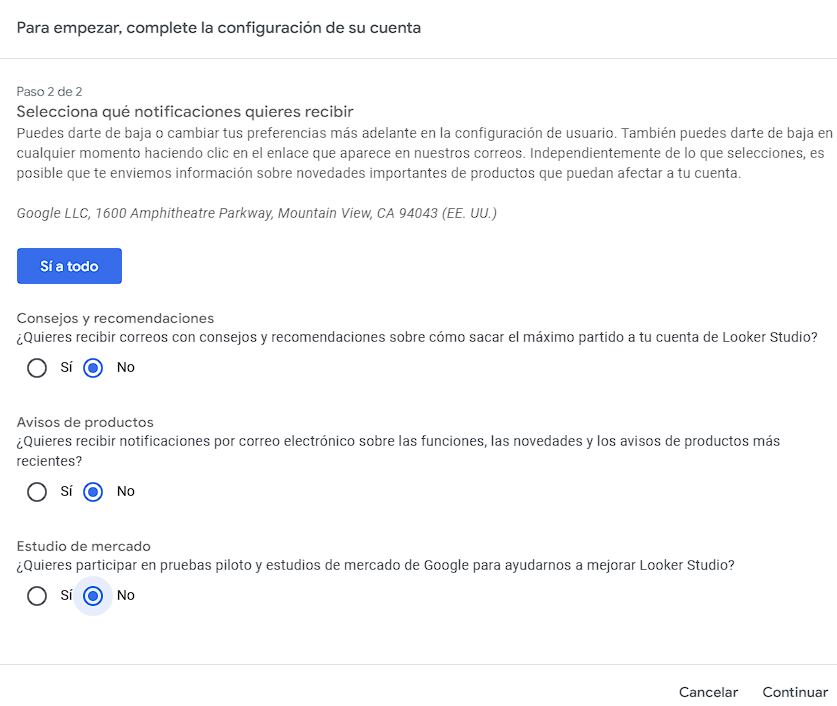 Para empezar, complete la configuración de su cuenta
Paso 2 de 2
Selecciona qué notificaciones quieres recibir
Puedes darte de baja o cambiar tus preferencias más adelante en la configuración de usuario. También puedes darte de baja en
cualquier momento haciendo clic en el enlace que aparece en nuestros correos. Independientemente de lo que selecciones, es
posible que te enviemos información sobre novedades importantes de productos que puedan afectar a tu cuenta.
Google LLC, 1600 Amphitheatre Parkway, Mountain View, CA 94043 (EE. UU.)
Sí a todo
Consejos y recomendaciones
¿Quieres recibir correos con consejos y recomendaciones sobre cómo sacar el máximo partido a tu cuenta de Looker Studio?
Sí No
Avisos de productos
¿Quieres recibir notificaciones por correo electrónico sobre las funciones, las novedades y los avisos de productos más
recientes?
Sí No
Estudio de mercado
¿Quieres participar en pruebas piloto y estudios de mercado de Google para ayudarnos a mejorar Looker Studio?
Sí No
Cancelar Continuar